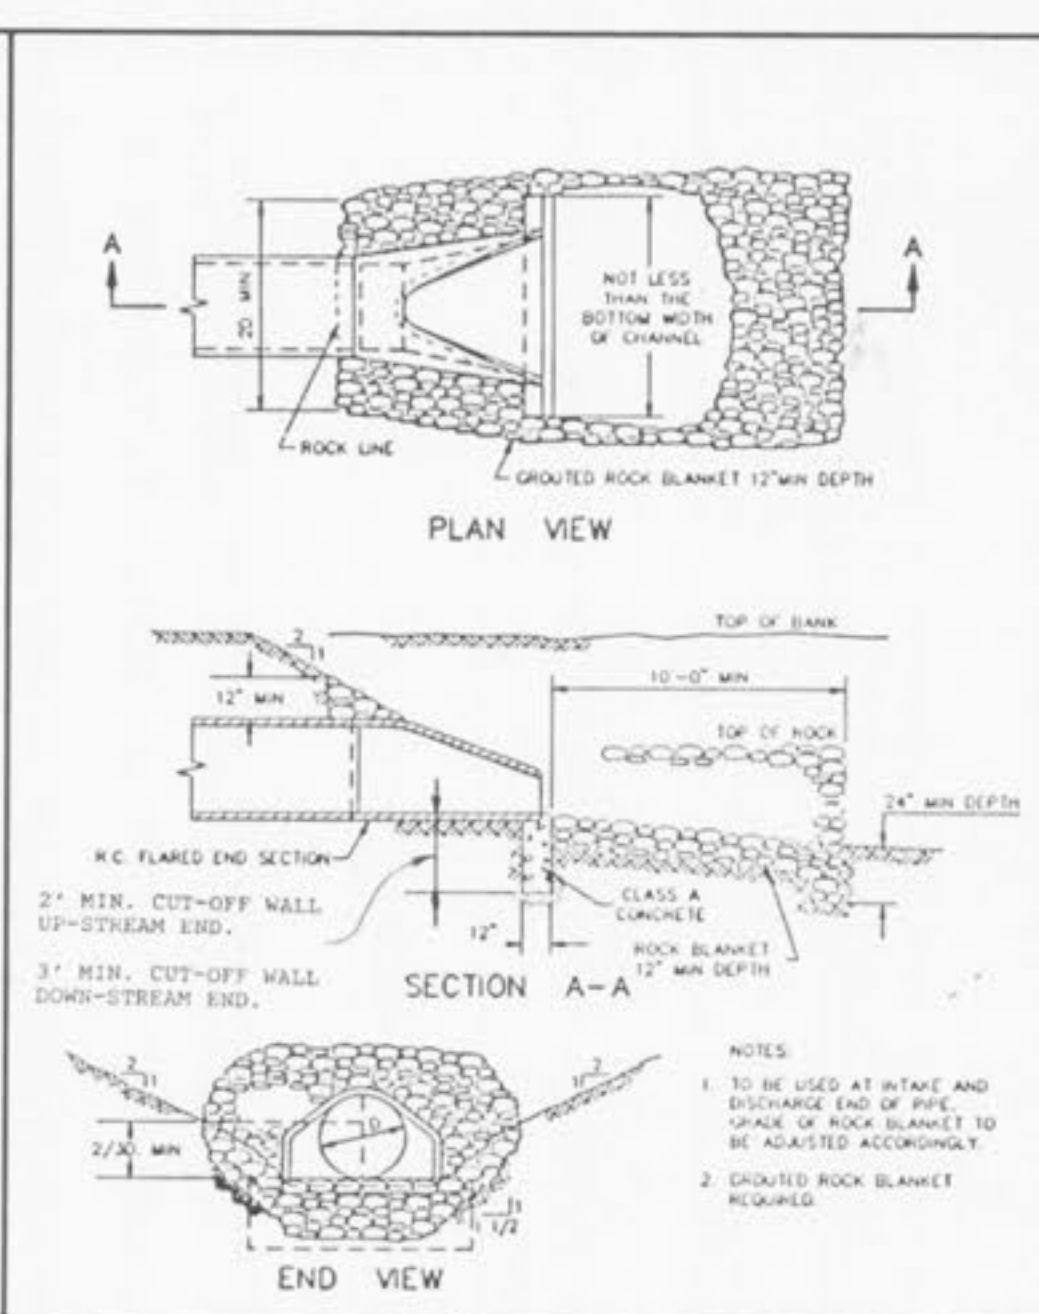 A
A
2D MIN
NOT LESS
THAN THE
BOTTOM WIDTH
OF CHANNEL
ROCK LINE
GROUTED ROCK BLANKET 12" MIN DEPTH
PLAN VIEW
TOP OF BANK
2
1
12" MIN
10'-0" MIN
TOP OF ROCK
24" MIN DEPTH
R.C. FLARED END SECTION
2' MIN. CUT-OFF WALL
UP-STREAM END.
CLASS A
CONCRETE
12"
ROCK BLANKET
12" MIN DEPTH
3' MIN. CUT-OFF WALL
DOWN-STREAM END.
SECTION A-A
2
1
2
1
D
2/3D. MIN
1
1 1/2
END VIEW
NOTES:
1. TO BE USED AT INTAKE AND
DISCHARGE END OF PIPE.
GRADE OF ROCK BLANKET TO
BE ADJUSTED ACCORDINGLY.
2. GROUTED ROCK BLANKET
REQUIRED.